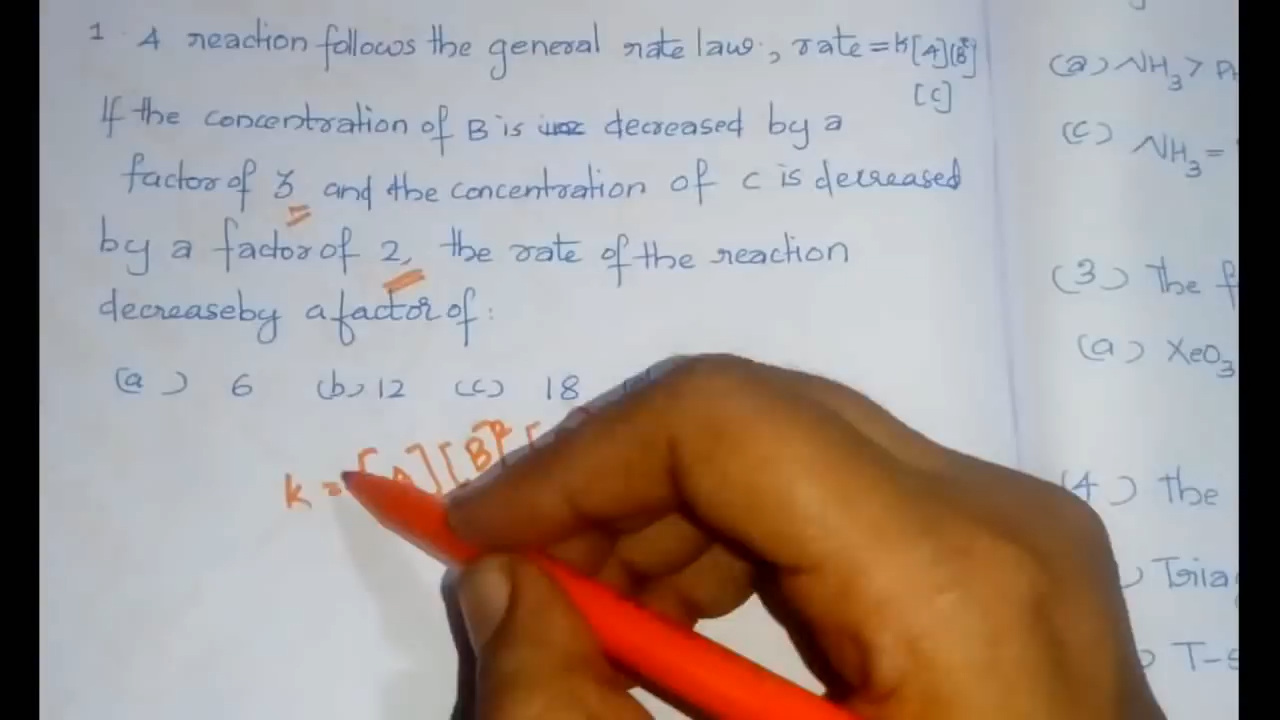 1. A reaction follows the general rate law, rate = K[A][B²]
[C]
If the concentration of B is decreased by a
factor of 3 and the concentration of C is decreased
by a factor of 2, the rate of the reaction
decrease by a factor of:
(a) 6 (b) 12 (c) 18
K = [A][B]² [
(a) NH₃ >
(c) NH₃ =
(3) The
(a) XeO₃
(4) The
T-